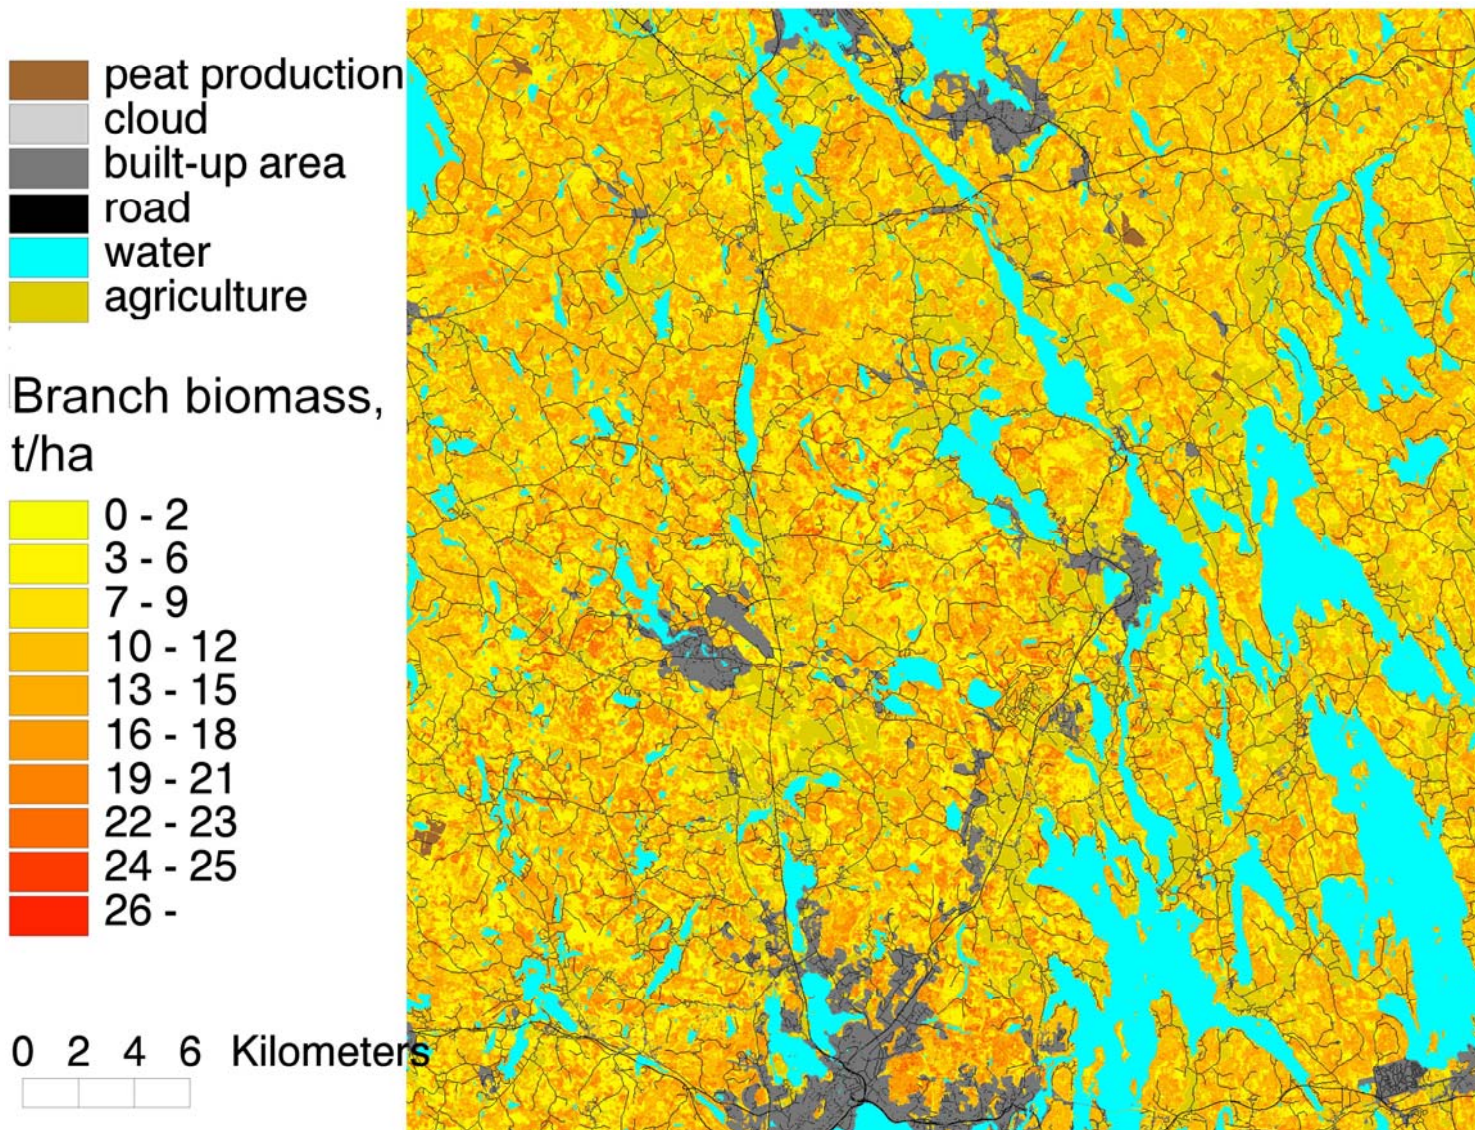 peat production
cloud
built-up area
road
water
agriculture
Branch biomass,
t/ha
0 - 2
3 - 6
7 - 9
10 - 12
13 - 15
16 - 18
19 - 21
22 - 23
24 - 25
26 -
0 2 4 6 Kilometers